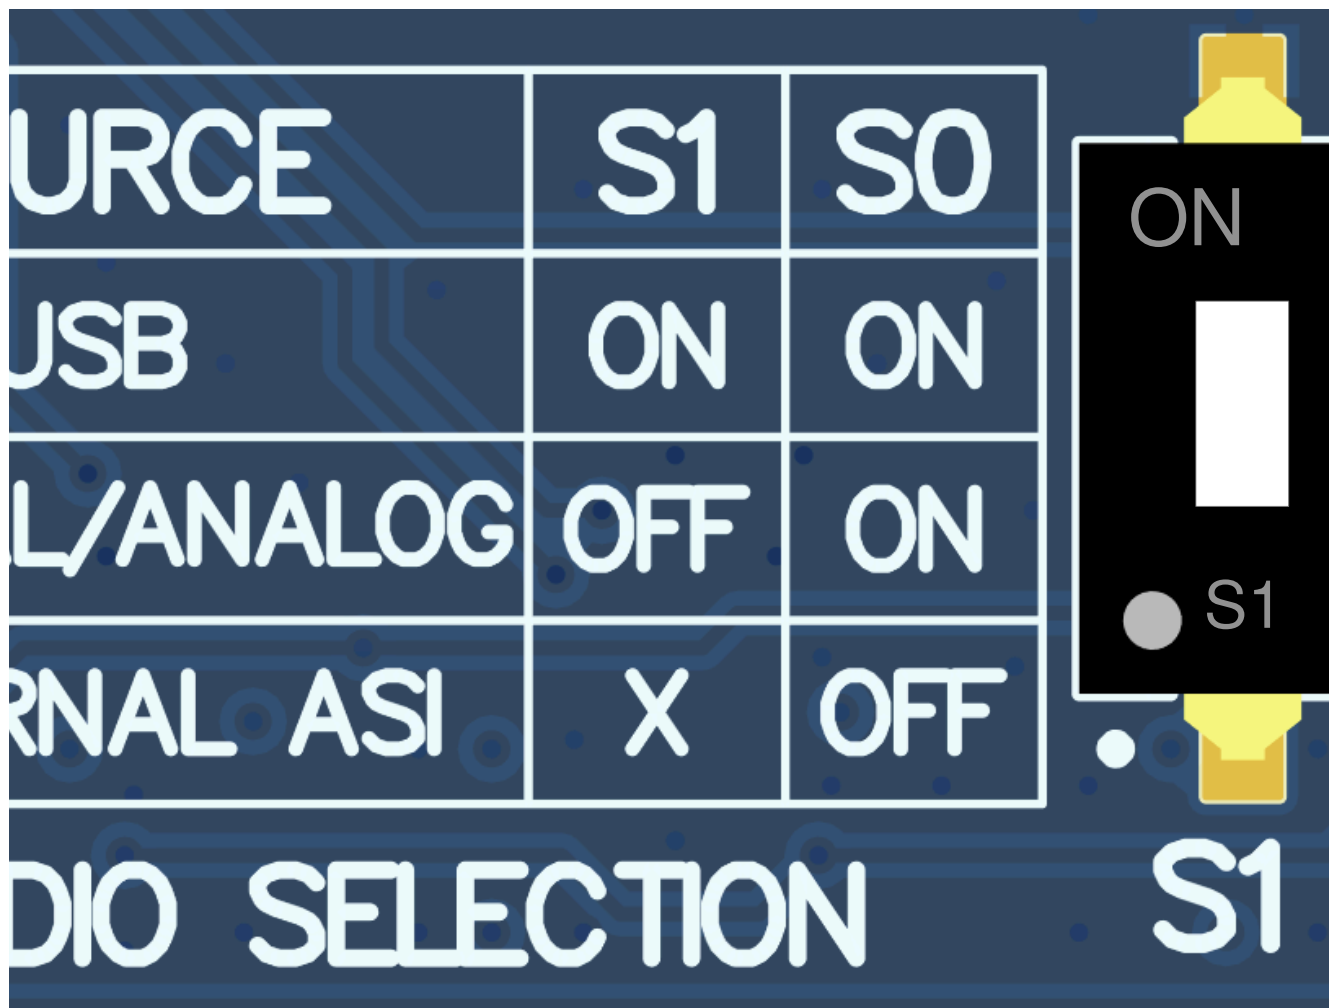 URCE S1 S0
USB ON ON
L/ANALOG OFF ON
RNAL ASI X OFF
DIO SELECTION
ON
S1
S1